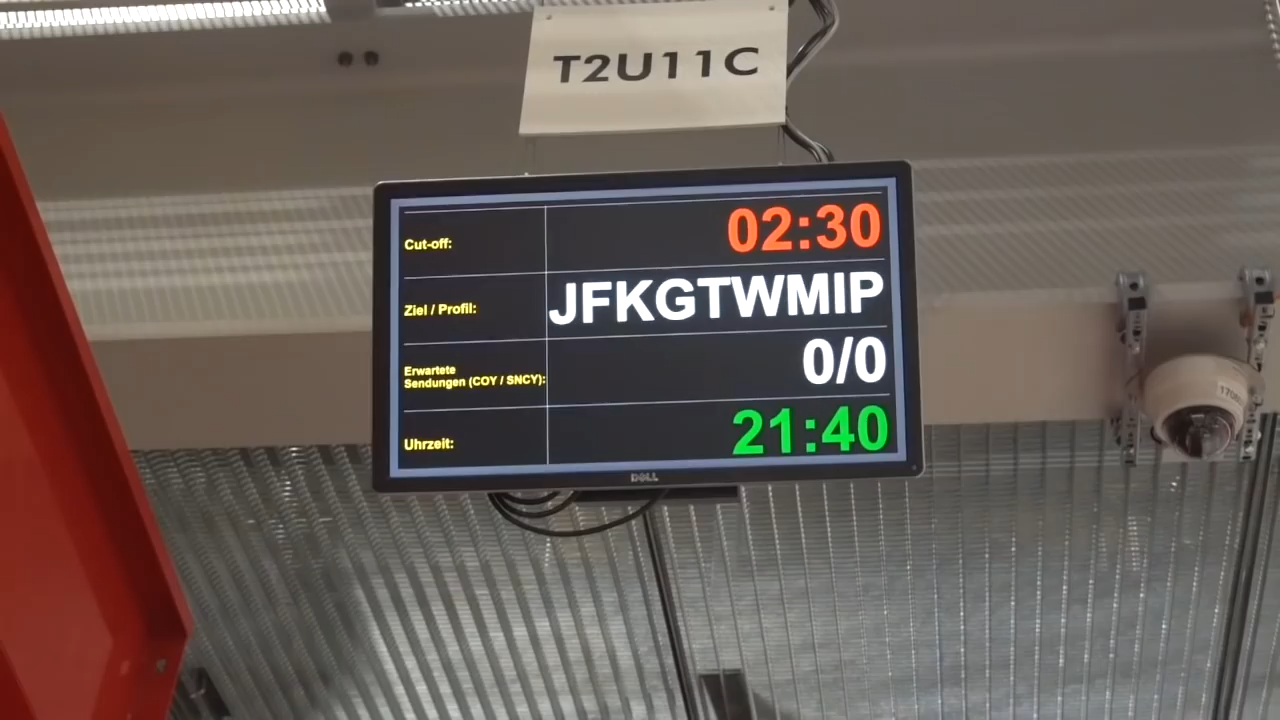 T2U11C
Cut-off: 02:30
Ziel / Profil: JFKGTWMIP
Erwartete
Sendungen (COY / SNCY): 0/0
Uhrzeit: 21:40
DELL